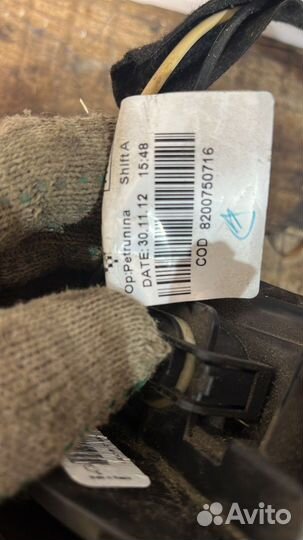 Op:Petrunina Shift A
DATE:30.11.12 15:48
COD 8200750716
Avito